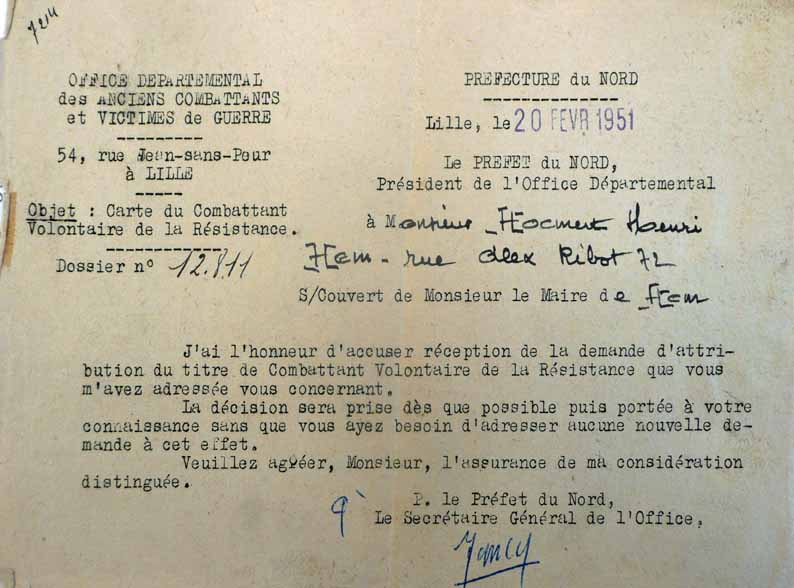 7214
OFFICE DEPARTEMENTAL
des ANCIENS COMBATTANTS
et VICTIMES de GUERRE
54, rue Jean-sans-Peur
à LILLE
Objet : Carte du Combattant
Volontaire de la Résistance.
Dossier n° 12.811
PREFECTURE du NORD
Lille, le 20 FEVR 1951
Le PREFET du NORD,
Président de l'Office Départemental
à Monsieur Hocmert Henri
Hem - rue Alex Ribot 72
S/Couvert de Monsieur le Maire de Hem
J'ai l'honneur d'accuser réception de la demande d'attri-
bution du titre de Combattant Volontaire de la Résistance que vous
m'avez adressée vous concernant.
La décision sera prise dès que possible puis portée à votre
connaissance sans que vous ayez besoin d'adresser aucune nouvelle de-
mande à cet effet.
Veuillez agréer, Monsieur, l'assurance de ma considération
distinguée.
P. le Préfet du Nord,
Le Secrétaire Général de l'Office,